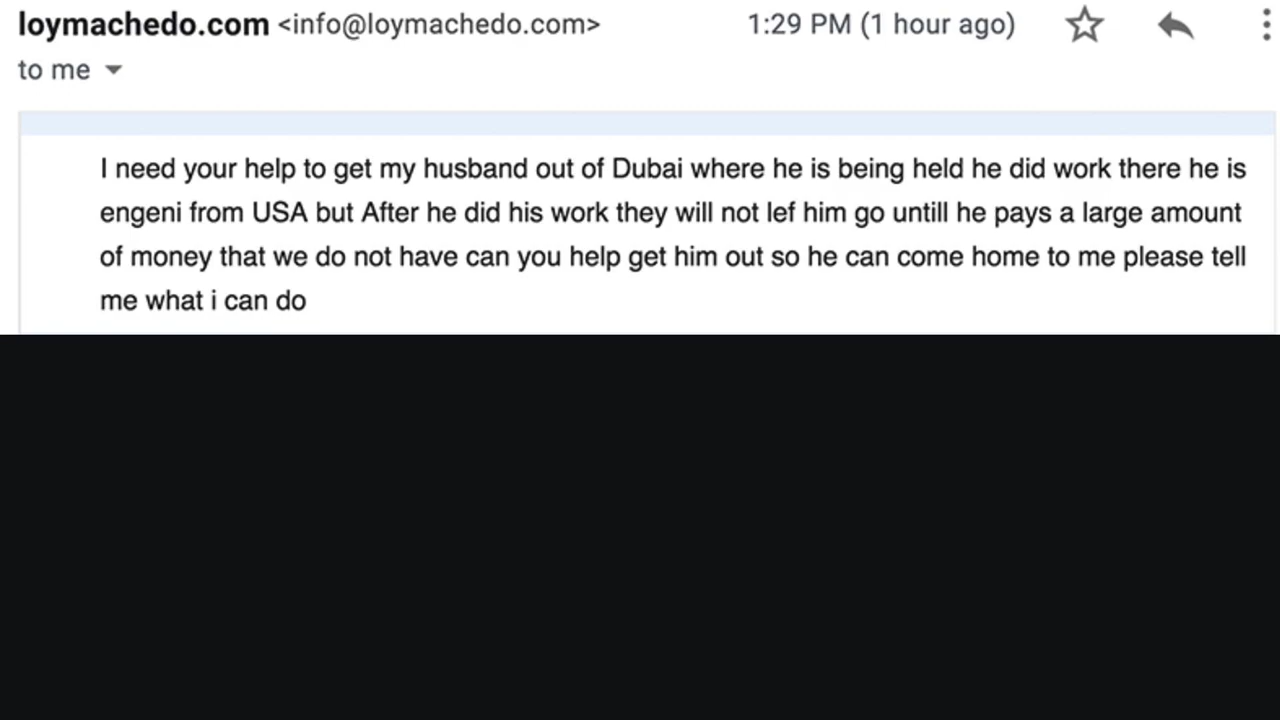 loymachedo.com <info@loymachedo.com> 1:29 PM (1 hour ago)
to me
I need your help to get my husband out of Dubai where he is being held he did work there he is
engeni from USA but After he did his work they will not lef him go untill he pays a large amount
of money that we do not have can you help get him out so he can come home to me please tell
me what i can do